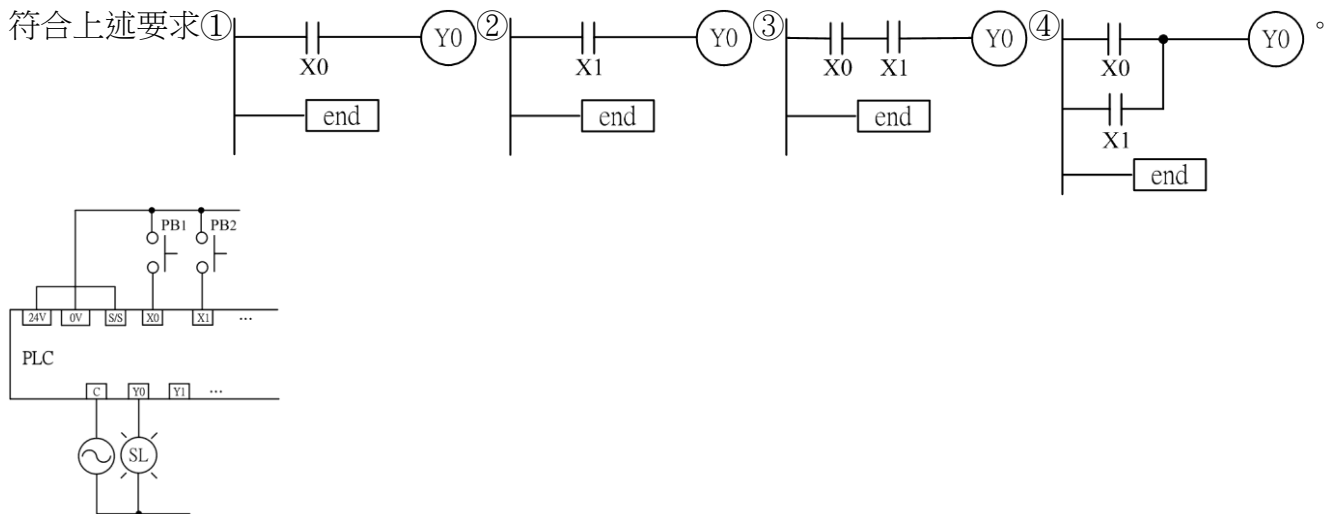 符合上述要求① X0 Y0 ② X1 Y0 ③ X0 X1 Y0 ④ X0 Y0 。
X1
end end end
end
PB1 PB2
24V 0V S/S X0 X1 ...
PLC
C Y0 Y1 ...
SL